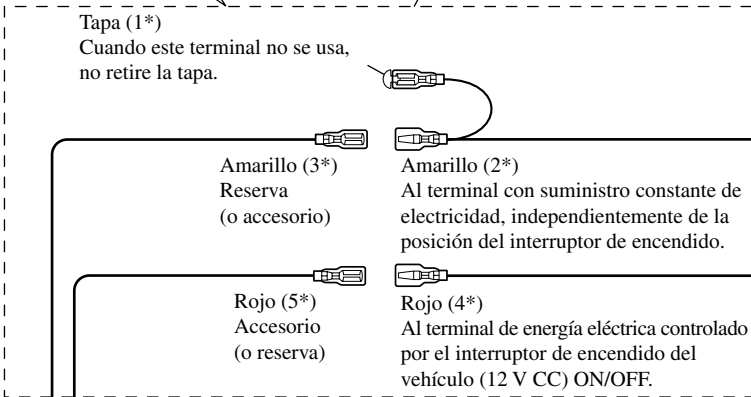 Tapa (1*)
Cuando este terminal no se usa,
no retire la tapa.
Amarillo (3*)
Reserva
(o accesorio)
Amarillo (2*)
Al terminal con suministro constante de
electricidad, independientemente de la
posición del interruptor de encendido.
Rojo (5*)
Accesorio
(o reserva)
Rojo (4*)
Al terminal de energía eléctrica controlado
por el interruptor de encendido del
vehículo (12 V CC) ON/OFF.